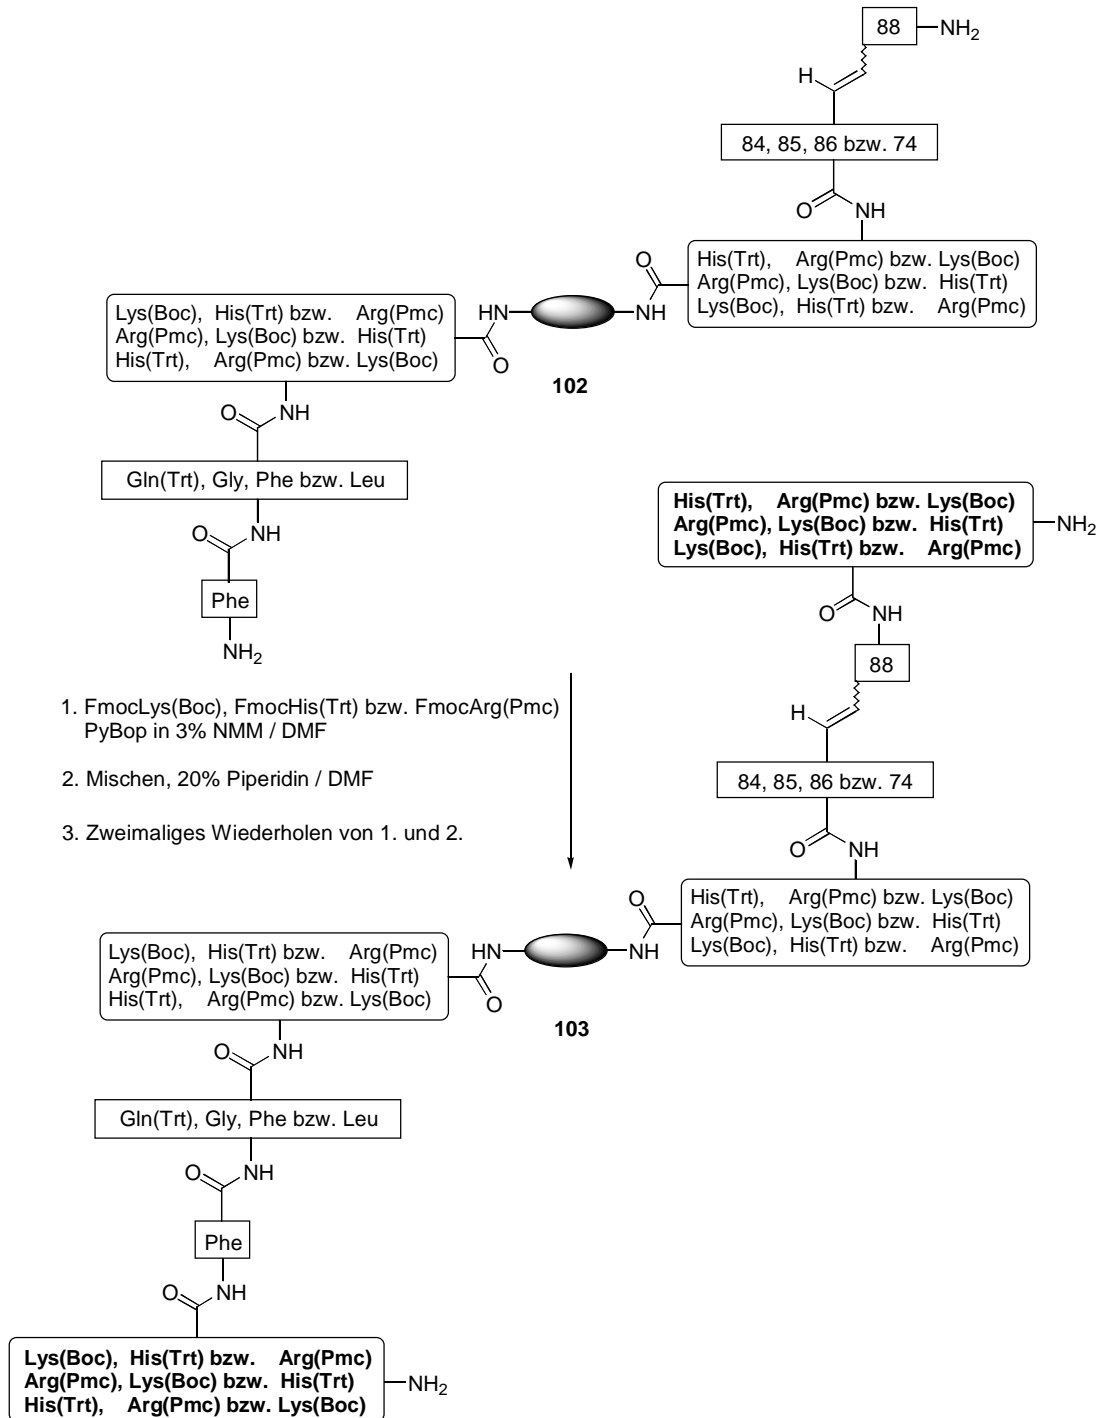 88
NH2
H
84, 85, 86 bzw. 74
O
NH
His(Trt), Arg(Pmc) bzw. Lys(Boc)
Arg(Pmc), Lys(Boc) bzw. His(Trt)
Lys(Boc), His(Trt) bzw. Arg(Pmc)
O
HN
NH
Lys(Boc), His(Trt) bzw. Arg(Pmc)
Arg(Pmc), Lys(Boc) bzw. His(Trt)
His(Trt), Arg(Pmc) bzw. Lys(Boc)
O
102
O
NH
Gln(Trt), Gly, Phe bzw. Leu
O
NH
Phe
NH2
His(Trt), Arg(Pmc) bzw. Lys(Boc)
Arg(Pmc), Lys(Boc) bzw. His(Trt)
Lys(Boc), His(Trt) bzw. Arg(Pmc)
NH2
O
NH
88
H
84, 85, 86 bzw. 74
O
NH
1. FmocLys(Boc), FmocHis(Trt) bzw. FmocArg(Pmc)
PyBop in 3% NMM / DMF
2. Mischen, 20% Piperidin / DMF
3. Zweimaliges Wiederholen von 1. und 2.
His(Trt), Arg(Pmc) bzw. Lys(Boc)
Arg(Pmc), Lys(Boc) bzw. His(Trt)
Lys(Boc), His(Trt) bzw. Arg(Pmc)
O
HN
NH
Lys(Boc), His(Trt) bzw. Arg(Pmc)
Arg(Pmc), Lys(Boc) bzw. His(Trt)
His(Trt), Arg(Pmc) bzw. Lys(Boc)
O
103
O
NH
Gln(Trt), Gly, Phe bzw. Leu
O
NH
Phe
O
NH
Lys(Boc), His(Trt) bzw. Arg(Pmc)
Arg(Pmc), Lys(Boc) bzw. His(Trt)
His(Trt), Arg(Pmc) bzw. Lys(Boc)
NH2